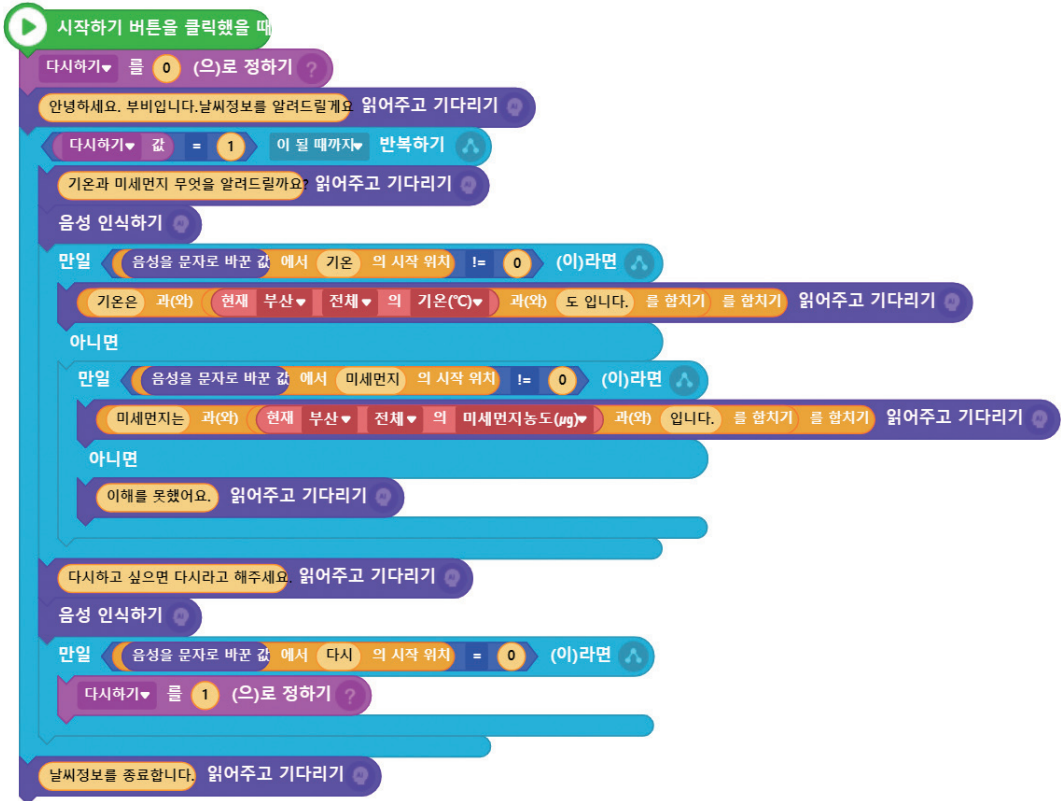 시작하기 버튼을 클릭했을 때
다시하기▼ 를 0 (으)로 정하기 ?
안녕하세요. 부비입니다.날씨정보를 알려드릴게요 읽어주고 기다리기
다시하기▼ 값 = 1 이 될 때까지▼ 반복하기
기온과 미세먼지 무엇을 알려드릴까요? 읽어주고 기다리기
음성 인식하기
만일 음성을 문자로 바꾼 값 에서 기온 의 시작 위치 != 0 (이)라면
기온은 과(와) 현재 부산▼ 전체▼ 의 기온(℃)▼ 과(와) 도 입니다. 를 합치기 를 합치기 읽어주고 기다리기
아니면
만일 음성을 문자로 바꾼 값 에서 미세먼지 의 시작 위치 != 0 (이)라면
미세먼지는 과(와) 현재 부산▼ 전체▼ 의 미세먼지농도(㎍)▼ 과(와) 입니다. 를 합치기 를 합치기 읽어주고 기다리기
아니면
이해를 못했어요. 읽어주고 기다리기
다시하고 싶으면 다시라고 해주세요. 읽어주고 기다리기
음성 인식하기
만일 음성을 문자로 바꾼 값 에서 다시 의 시작 위치 = 0 (이)라면
다시하기▼ 를 1 (으)로 정하기 ?
날씨정보를 종료합니다. 읽어주고 기다리기